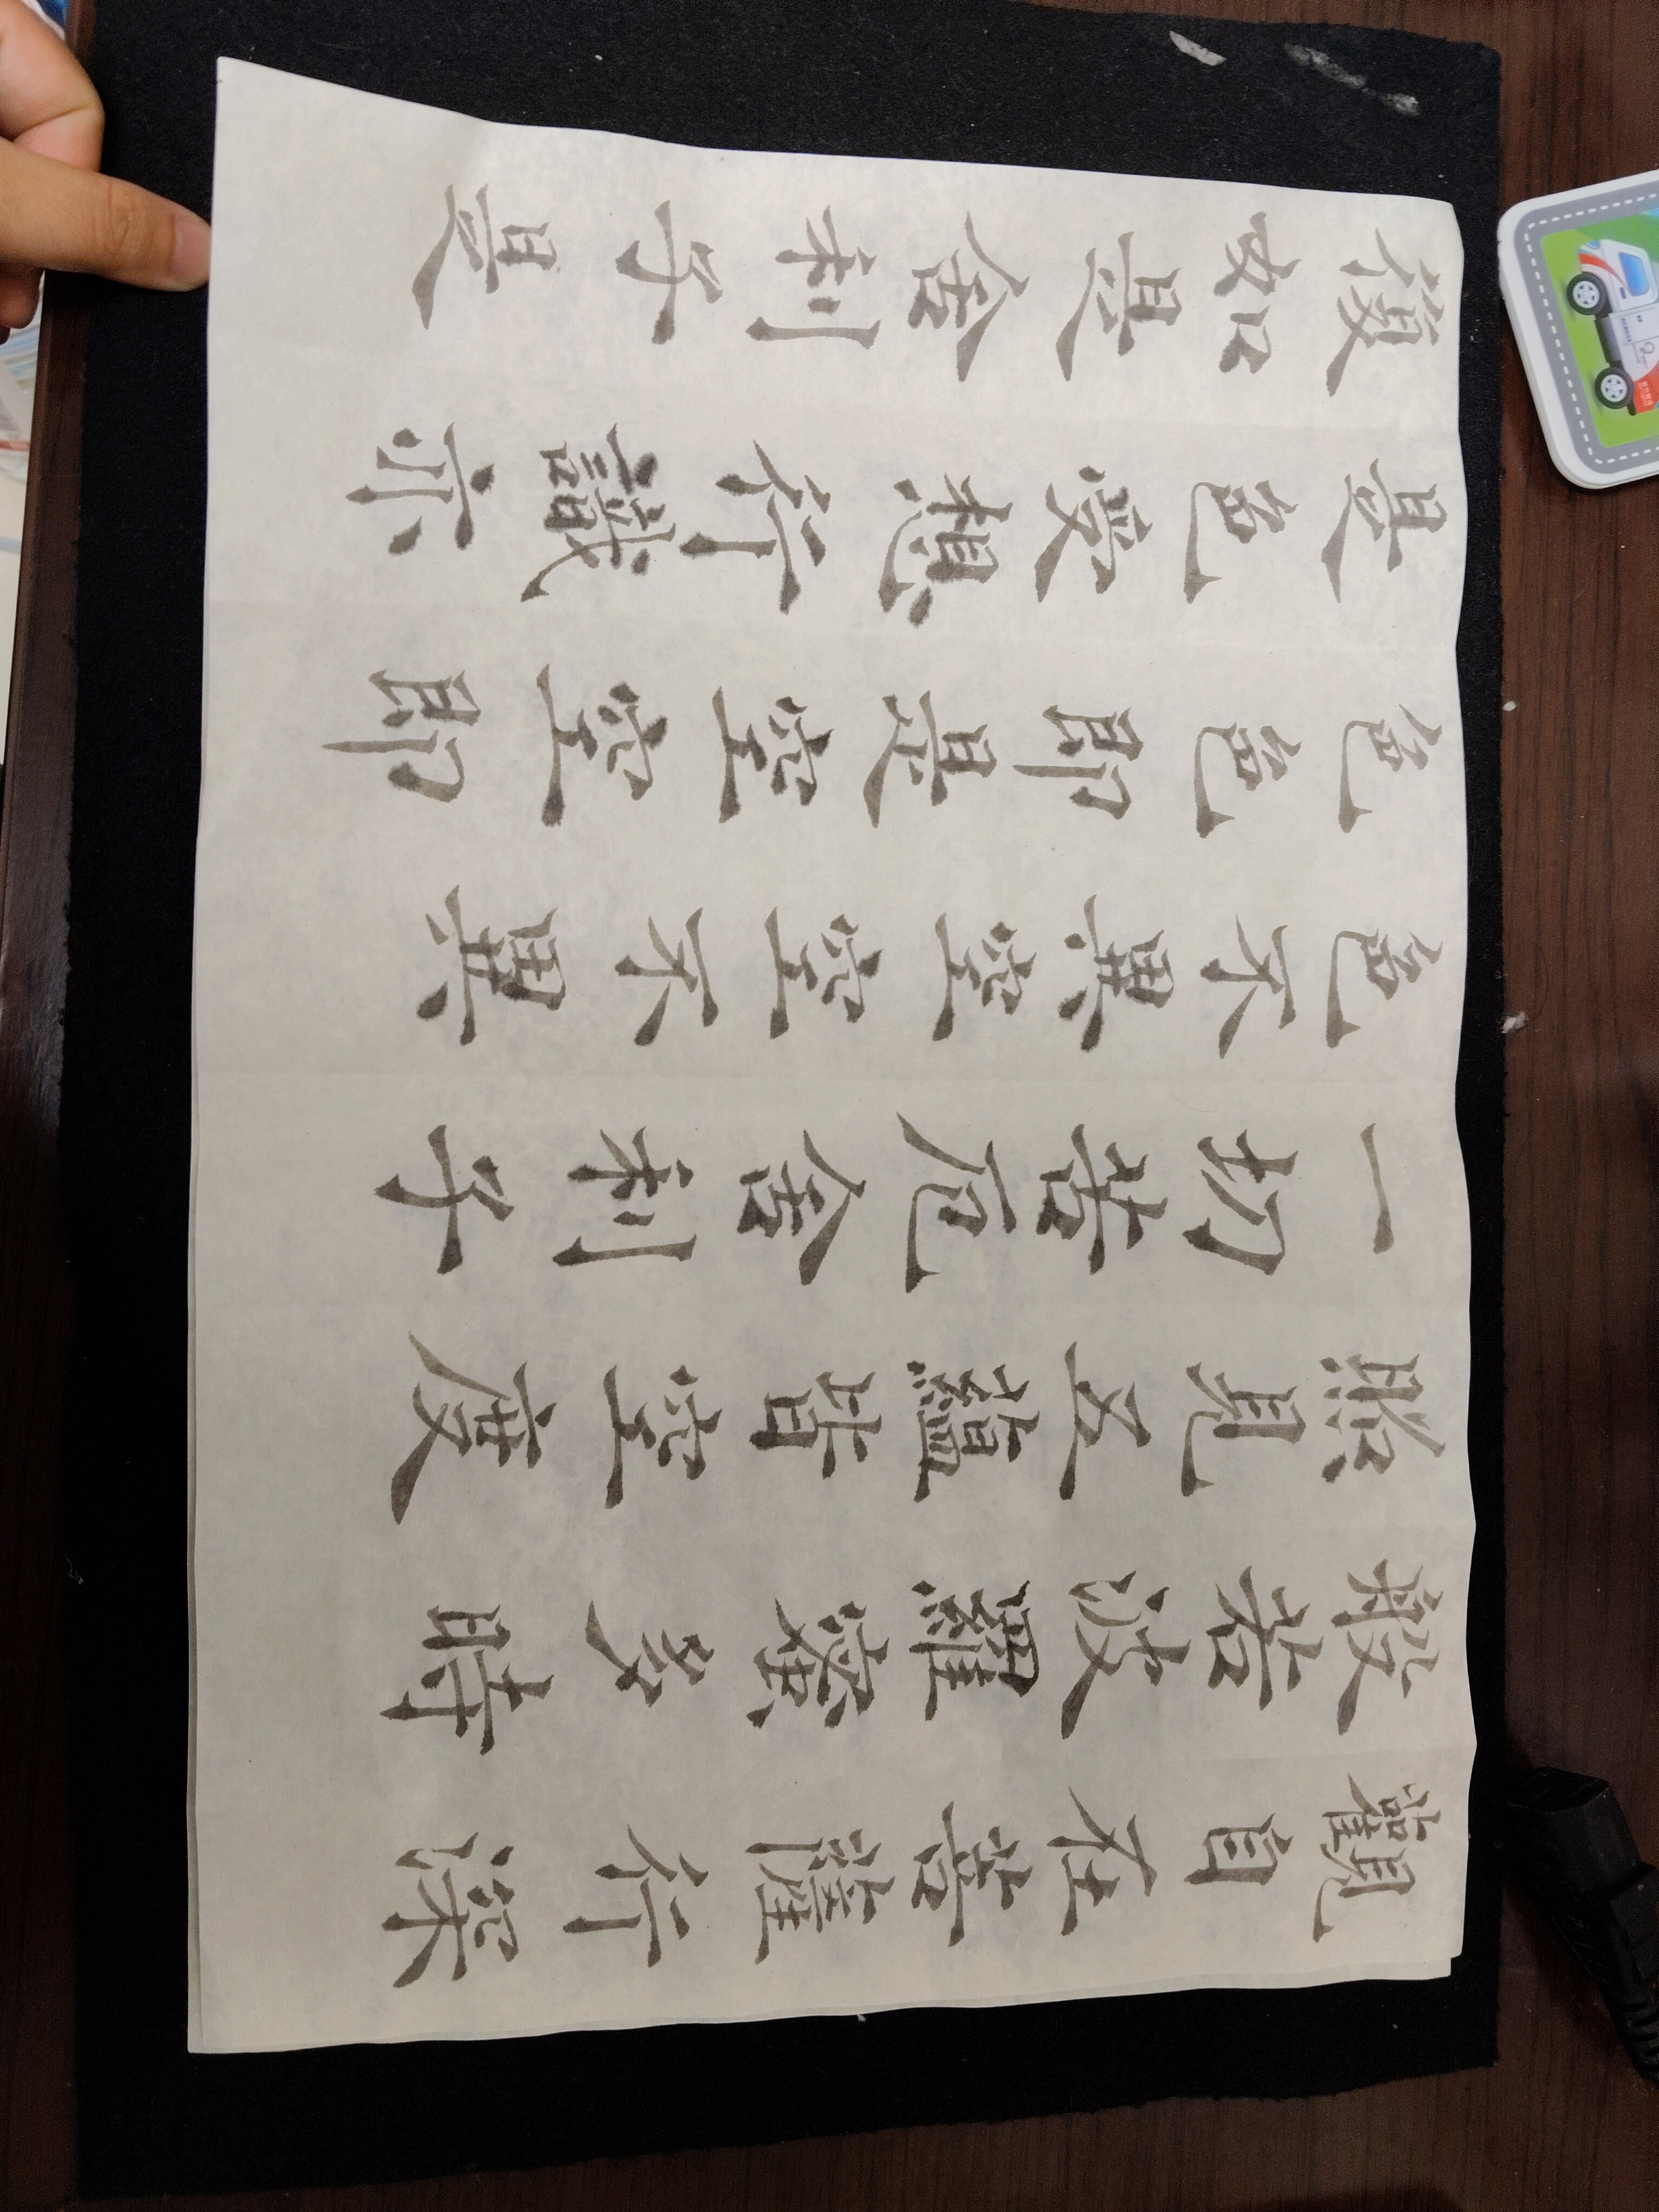 觀自在菩薩行深
般若波羅蜜多時
照見五蘊皆空度
一切苦厄舍利子
色不異空空不異
色色即是空空即
是色受想行識亦
復如是舍利子是